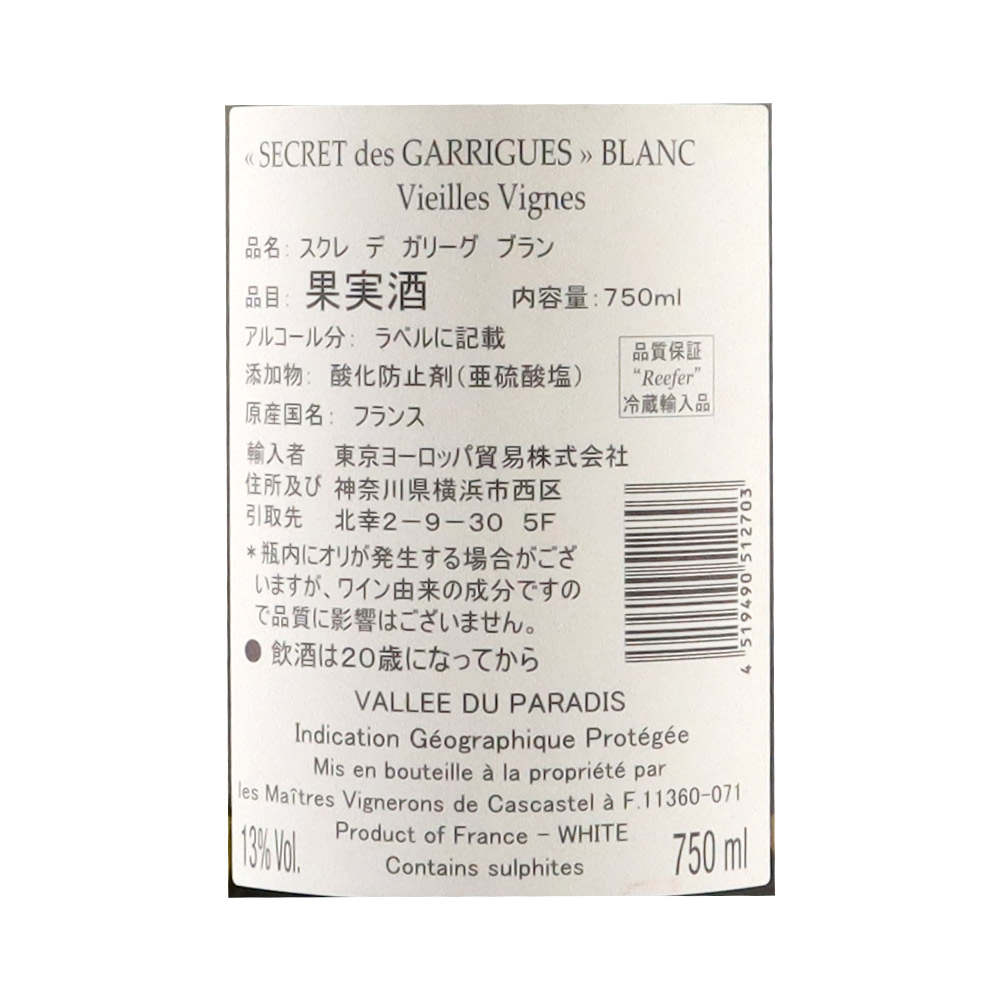 « SECRET des GARRIGUES » BLANC
Vieilles Vignes
品名: スクレ デ ガリーグ ブラン
品目: 果実酒 内容量:750ml
アルコール分: ラベルに記載
添加物: 酸化防止剤(亜硫酸塩)
原産国名: フランス
品質保証
"Reefer"
冷蔵輸入品
輸入者 東京ヨーロッパ貿易株式会社
住所及び 神奈川県横浜市西区
引取先 北幸2-9-30 5F
*瓶内にオリが発生する場合がござ
いますが、ワイン由来の成分ですの
で品質に影響はございません。
● 飲酒は20歳になってから
4 519490 512703
VALLEE DU PARADIS
Indication Géographique Protégée
Mis en bouteille à la propriété par
les Maîtres Vignerons de Cascastel à F.11360-071
Product of France - WHITE
13% Vol.
Contains sulphites
750 ml